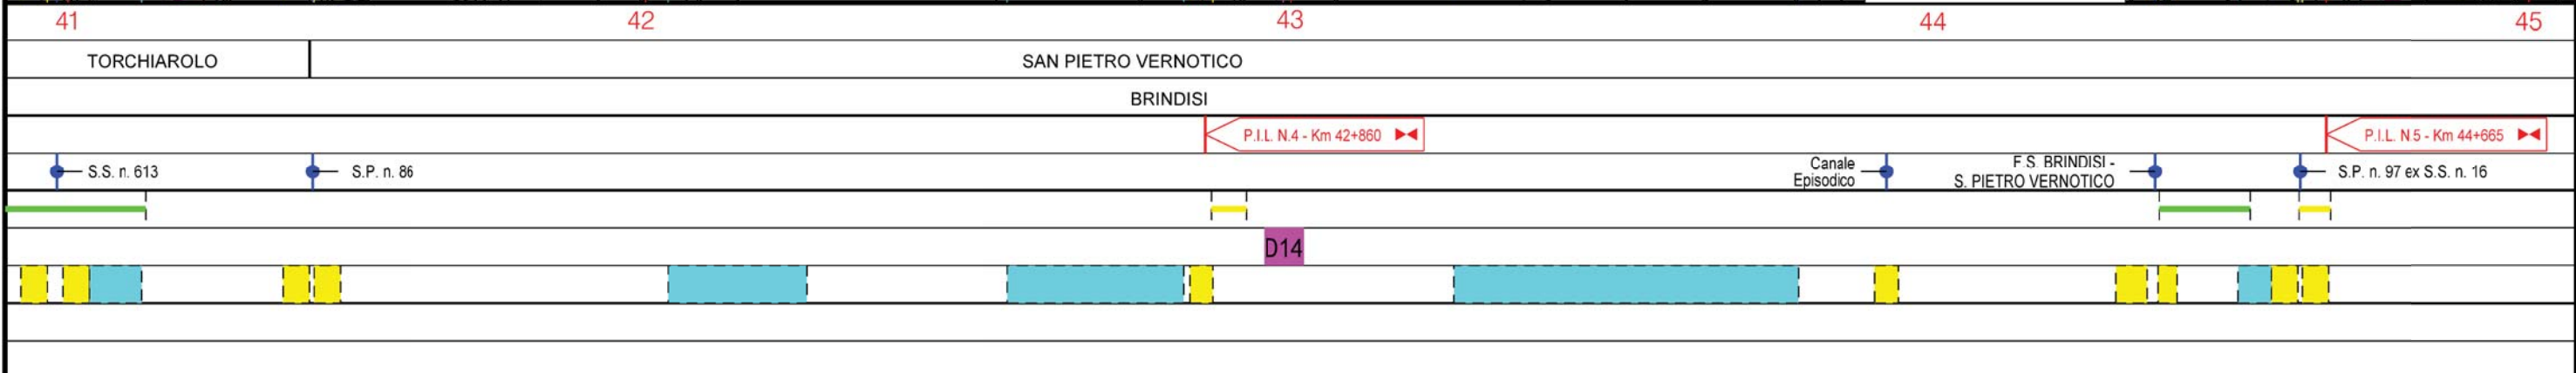 41 42 43 44 45
TORCHIAROLO SAN PIETRO VERNOTICO
BRINDISI
P.I.L. N.4 - Km 42+860 P.I.L. N 5 - Km 44+665
S.S. n. 613 S.P. n. 86 Canale Episodico F.S. BRINDISI - S. PIETRO VERNOTICO S.P. n. 97 ex S.S. n. 16
D14